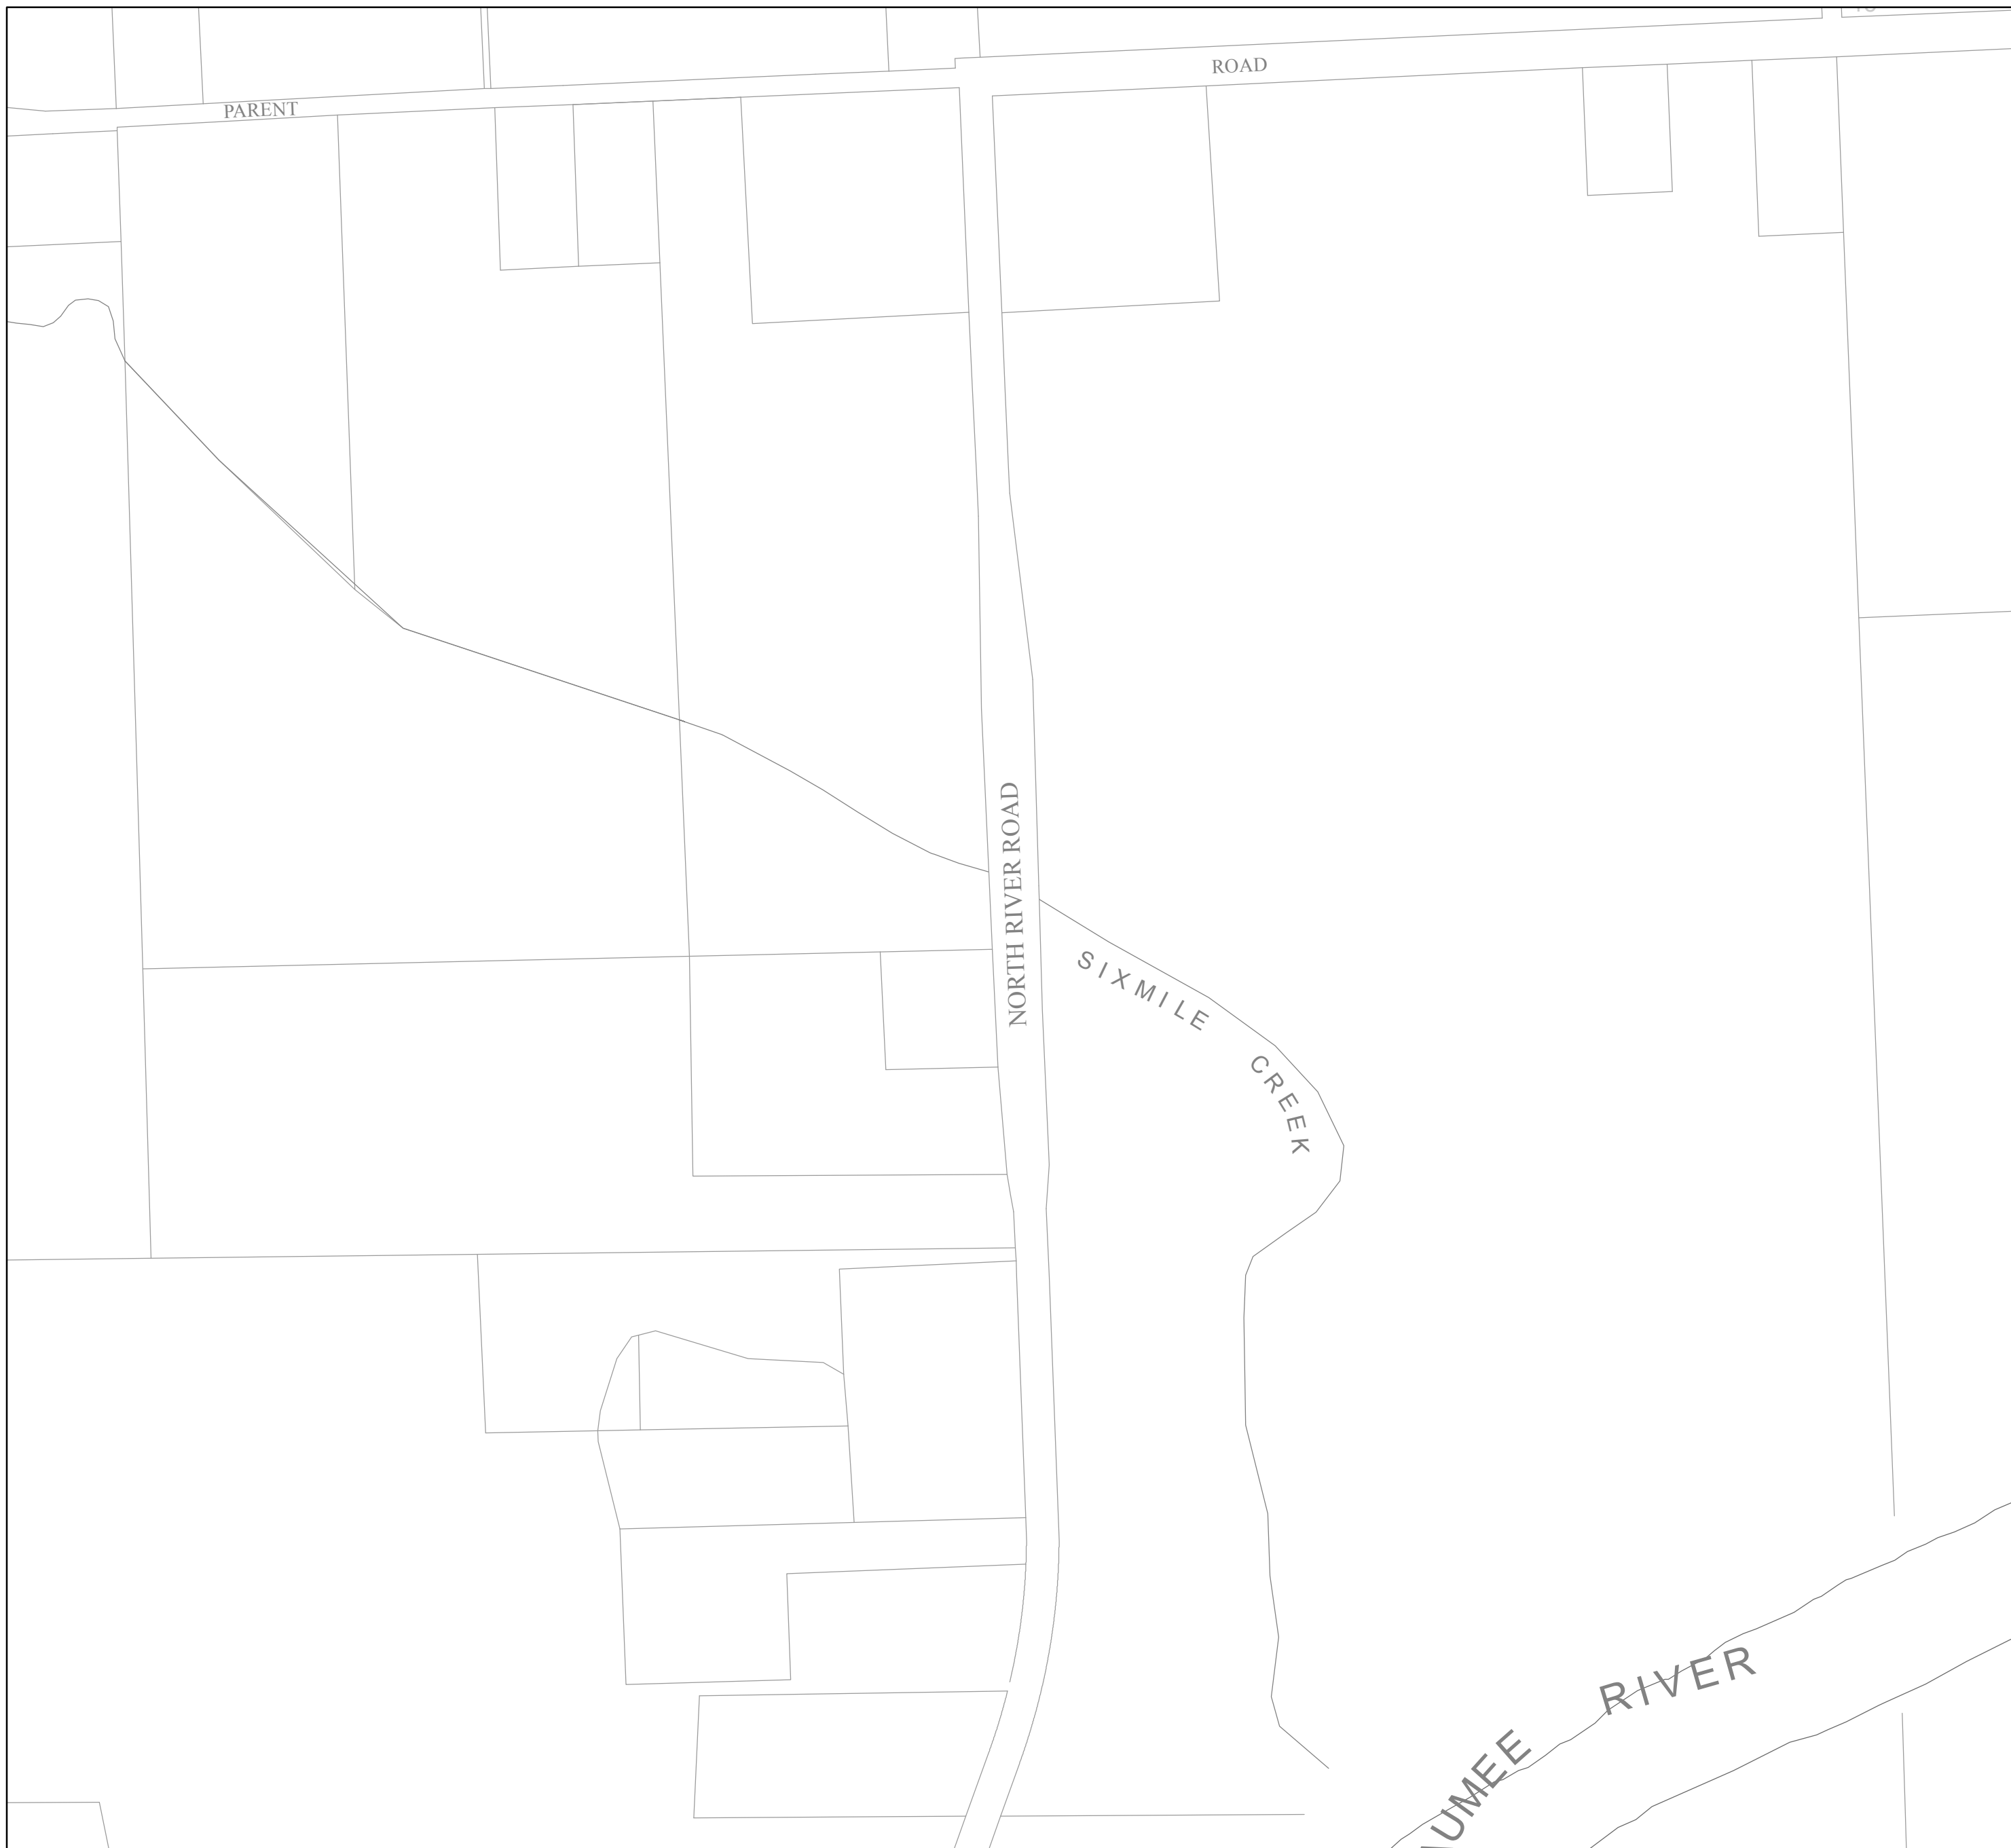 ROAD
PARENT
NORTH RIVER ROAD
SIXMILE CREEK
RIVER
UMEE